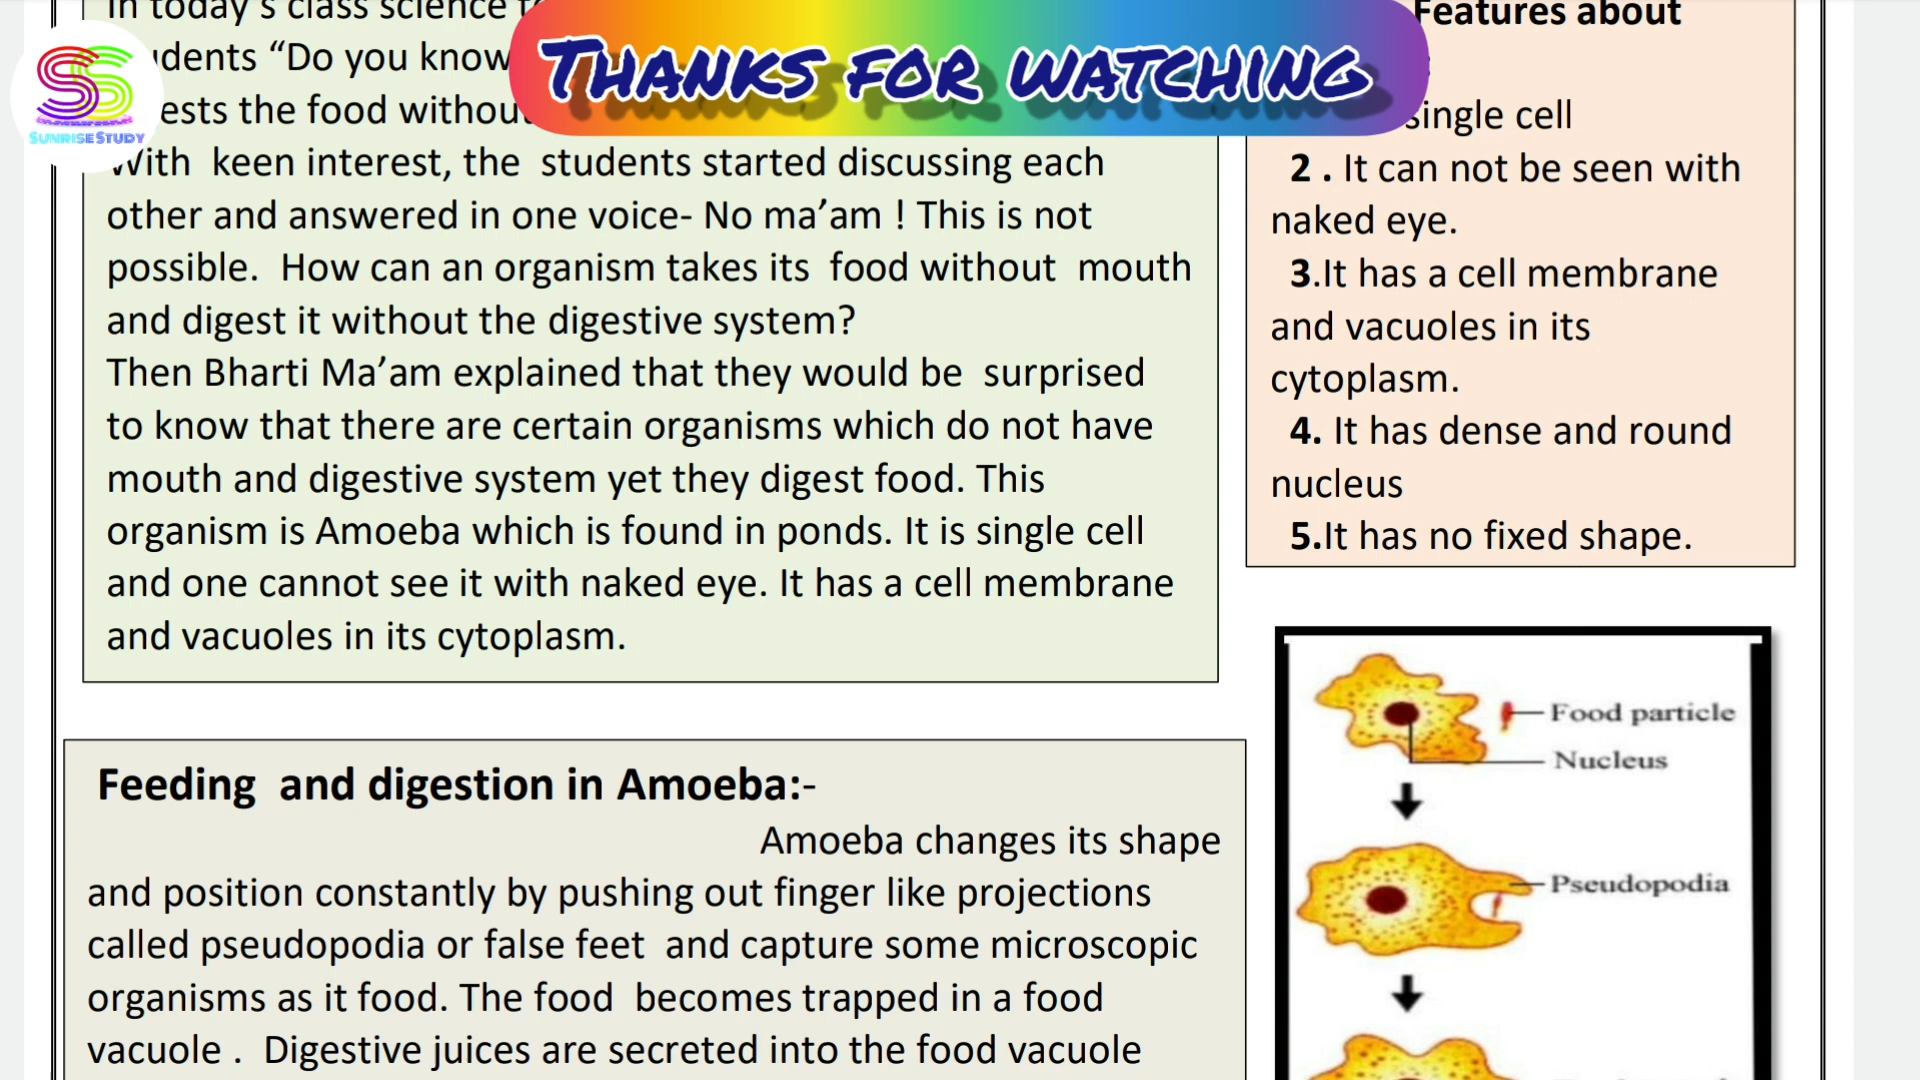 In today's class science
THANKS FOR WATCHING
SUNRISESTUDY
"Do you know
the food
With keen interest, the students started discussing each
other and answered in one voice- No ma'am ! This is not
possible. How can an organism takes its food without mouth
and digest it without the digestive system?
Then Bharti Ma'am explained that they would be surprised
to know that there are certain organisms which do not have
mouth and digestive system yet they digest food. This
organism is Amoeba which is found in ponds. It is single cell
and one cannot see it with naked eye. It has a cell membrane
and vacuoles in its cytoplasm.
Features about
single cell
2 . It can not be seen with
naked eye.
3.It has a cell membrane
and vacuoles in its
cytoplasm.
4. It has dense and round
nucleus
5.It has no fixed shape.
Food particle
Nucleus
Pseudopodia
Feeding and digestion in Amoeba:-
Amoeba changes its shape
and position constantly by pushing out finger like projections
called pseudopodia or false feet and capture some microscopic
organisms as it food. The food becomes trapped in a food
vacuole . Digestive juices are secreted into the food vacuole